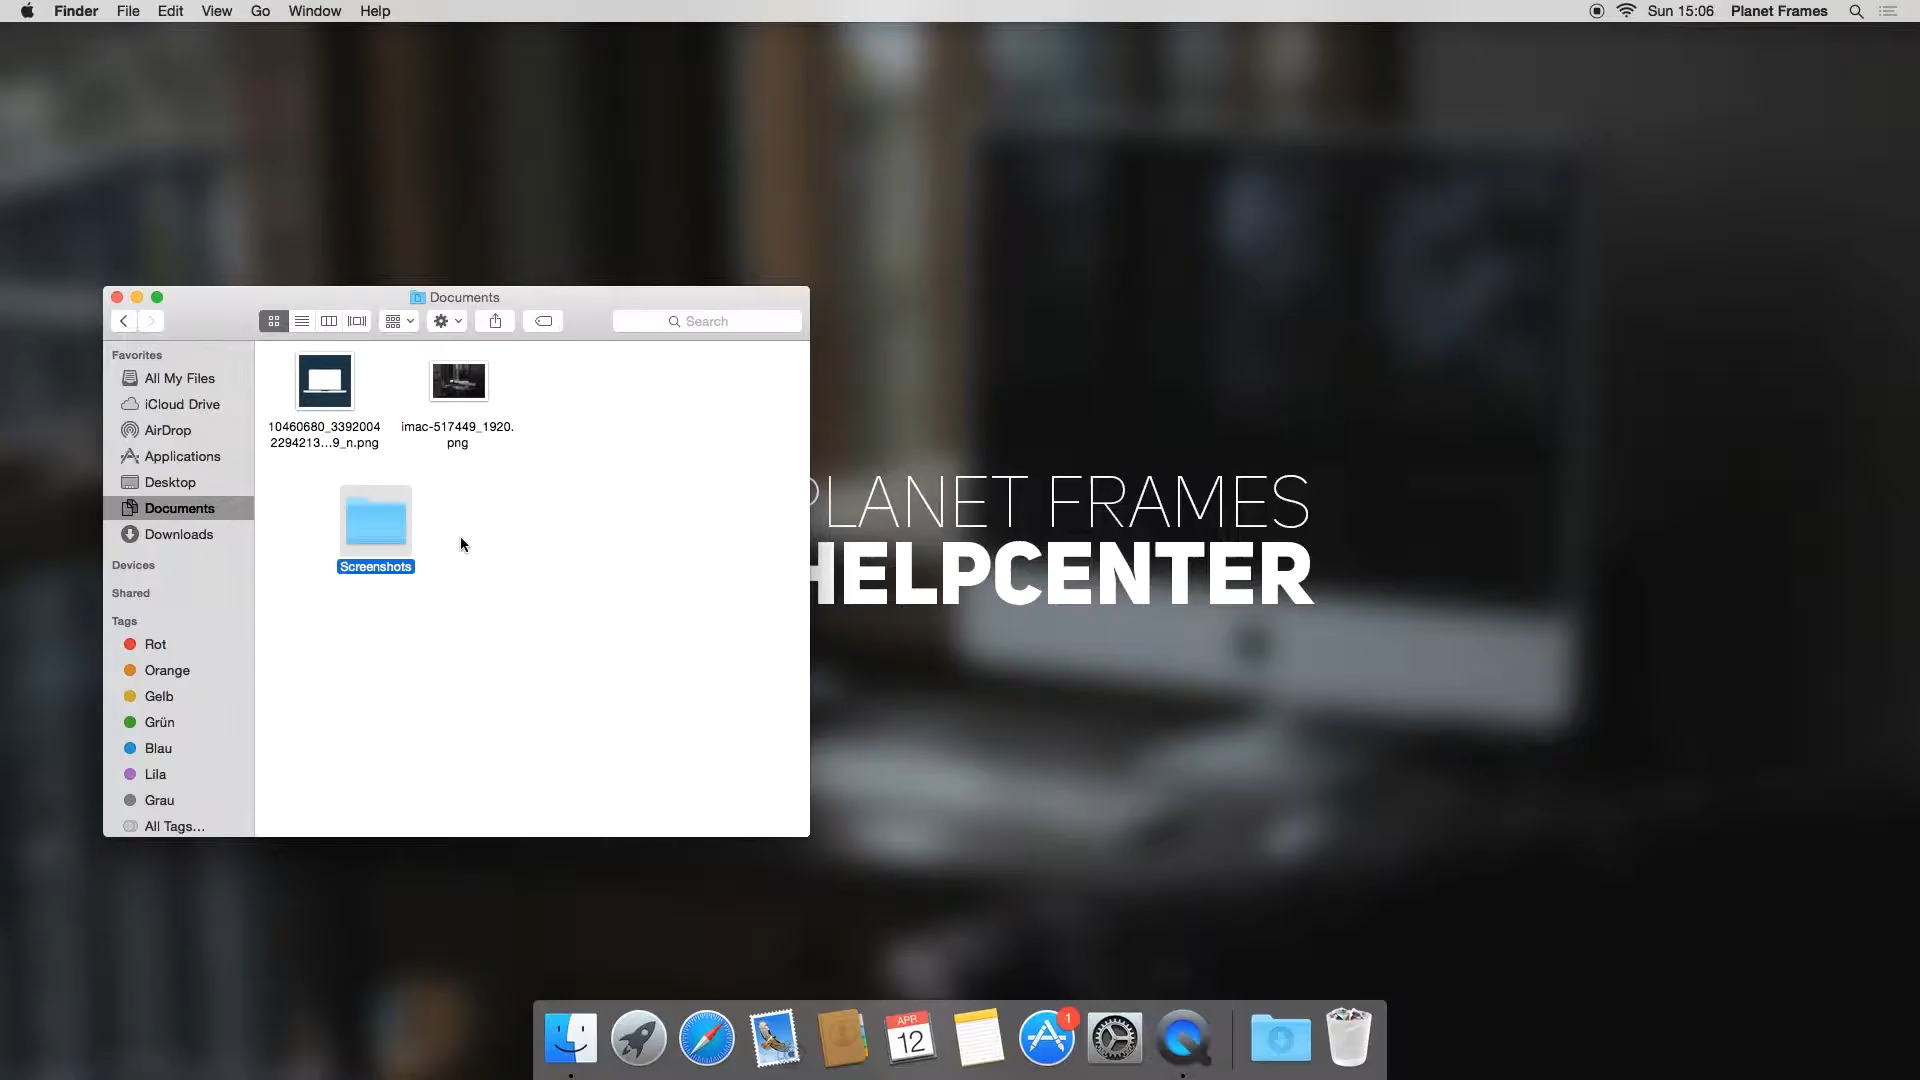 Finder File Edit View Go Window Help
Sun 15:06 Planet Frames
Documents
Search
Favorites
All My Files
iCloud Drive
AirDrop
Applications
Desktop
Documents
Downloads
Devices
Shared
Tags
Rot
Orange
Gelb
Grün
Blau
Lila
Grau
All Tags...
10460680_3392004
2294213...9_n.png
imac-517449_1920.
png
Screenshots
PLANET FRAMES
HELPCENTER
APR
12
1